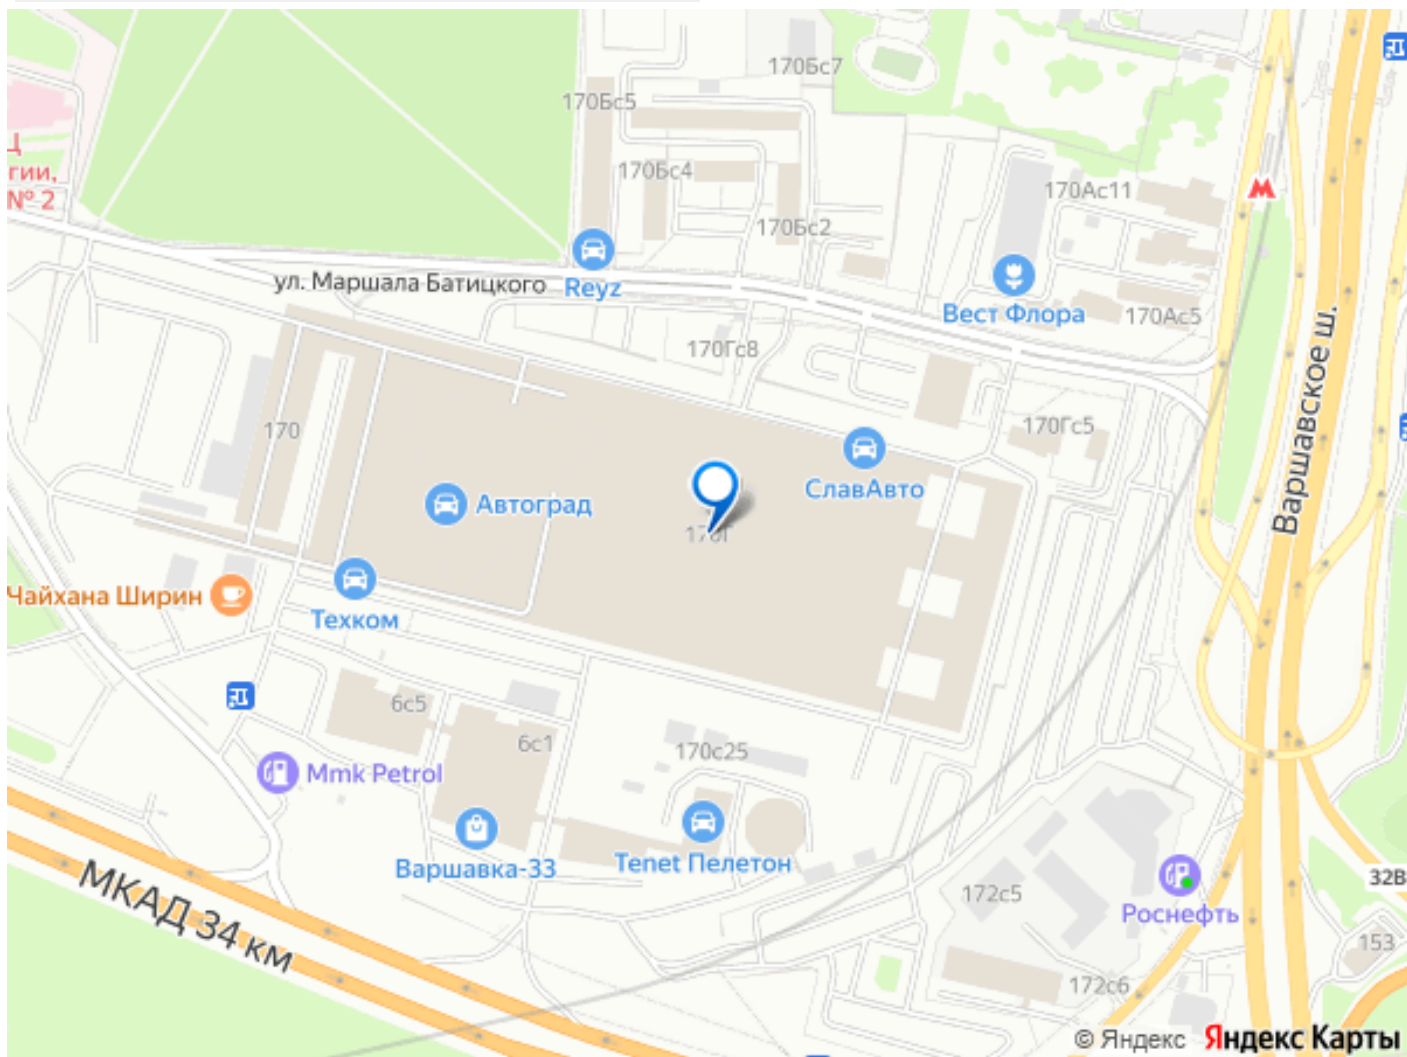 170Бс7
170Бс5
Ц
гии,
№ 2
170Бс4
170Ас11
170Бс2
ул. Маршала Батицкого
Reyz
Вест Флора
170Ас5
Варшавское ш.
170Гс8
170
170Гс5
СлавАвто
Автоград
170Г
Чайхана Ширин
Техком
6с5
6с1
170с25
Mmk Petrol
Варшавка-33
Tenet Пелетон
МКАД 34 км
172с5
32В
Роснефть
153
172с6
© Яндекс Яндекс Карты